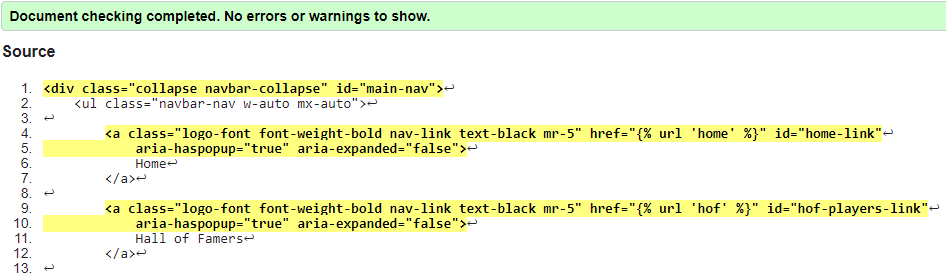 Document checking completed. No errors or warnings to show.
Source
1. <div class="collapse navbar-collapse" id="main-nav">↩
2. <ul class="navbar-nav w-auto mx-auto">↩
3. ↩
4. <a class="logo-font font-weight-bold nav-link text-black mr-5" href="{% url 'home' %}" id="home-link"↩
5. aria-haspopup="true" aria-expanded="false">↩
6. Home↩
7. </a>↩
8. ↩
9. <a class="logo-font font-weight-bold nav-link text-black mr-5" href="{% url 'hof' %}" id="hof-players-link"↩
10. aria-haspopup="true" aria-expanded="false">↩
11. Hall of Famers↩
12. </a>↩
13. ↩